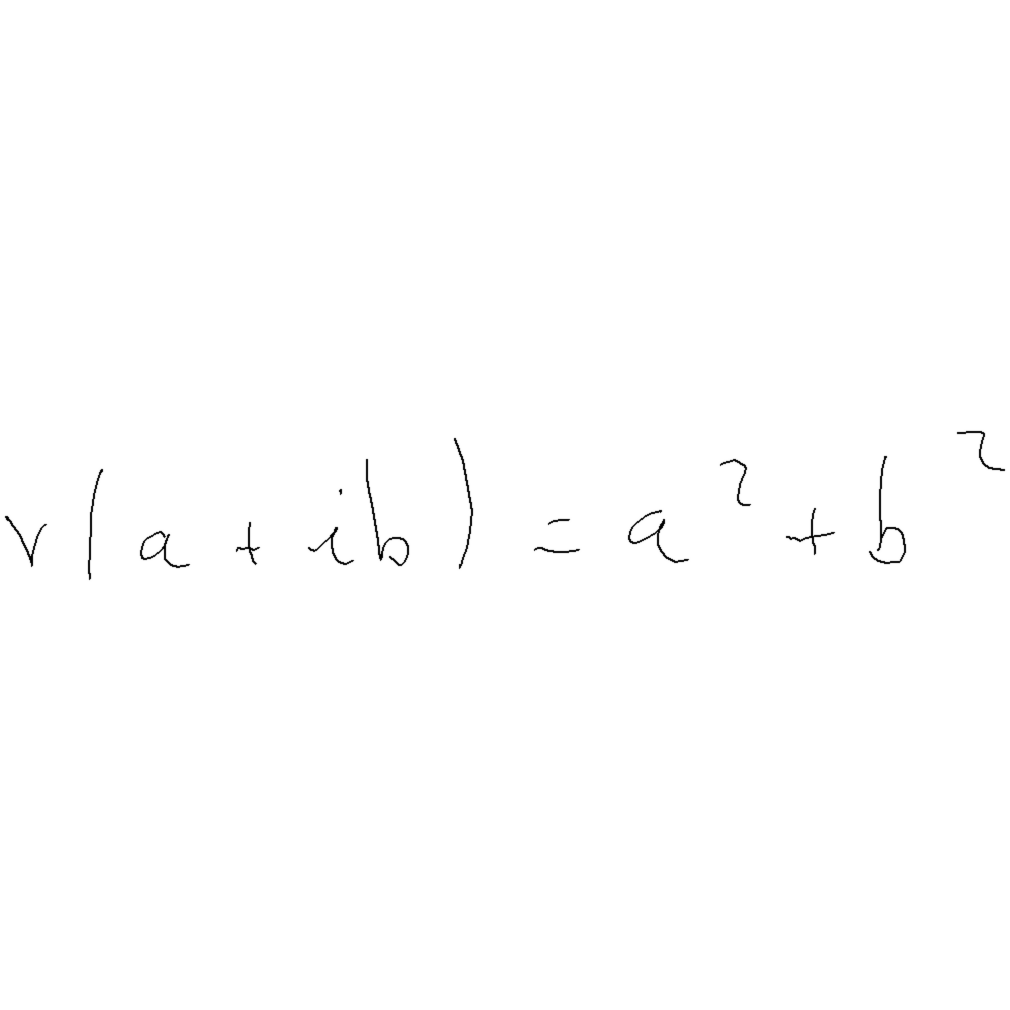 v(a + ib) = a² + b²